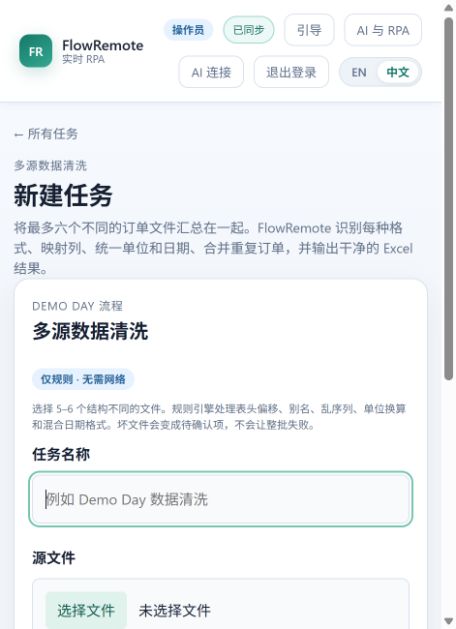 FR
FlowRemote
实时 RPA
操作员
已同步
引导
AI 与 RPA
AI 连接
退出登录
EN
中文
← 所有任务
多源数据清洗
新建任务
将最多六个不同的订单文件汇总在一起。FlowRemote 识别每种格
式、映射列、统一单位和日期、合并重复订单，并输出干净的 Excel
结果。
DEMO DAY 流程
多源数据清洗
仅规则 · 无需网络
选择 5–6 个结构不同的文件。规则引擎处理表头偏移、别名、乱序列、单位换算
和混合日期格式。坏文件会变成待确认项，不会让整批失败。
任务名称
例如 Demo Day 数据清洗
源文件
选择文件
未选择文件